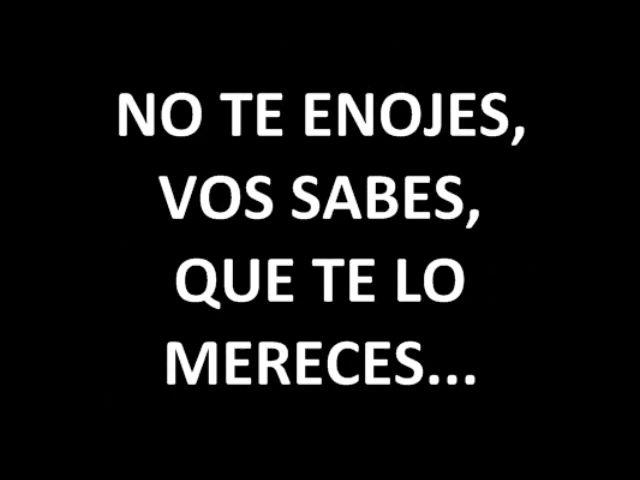 NO TE ENOJES,
VOS SABES,
QUE TE LO
MERECES...